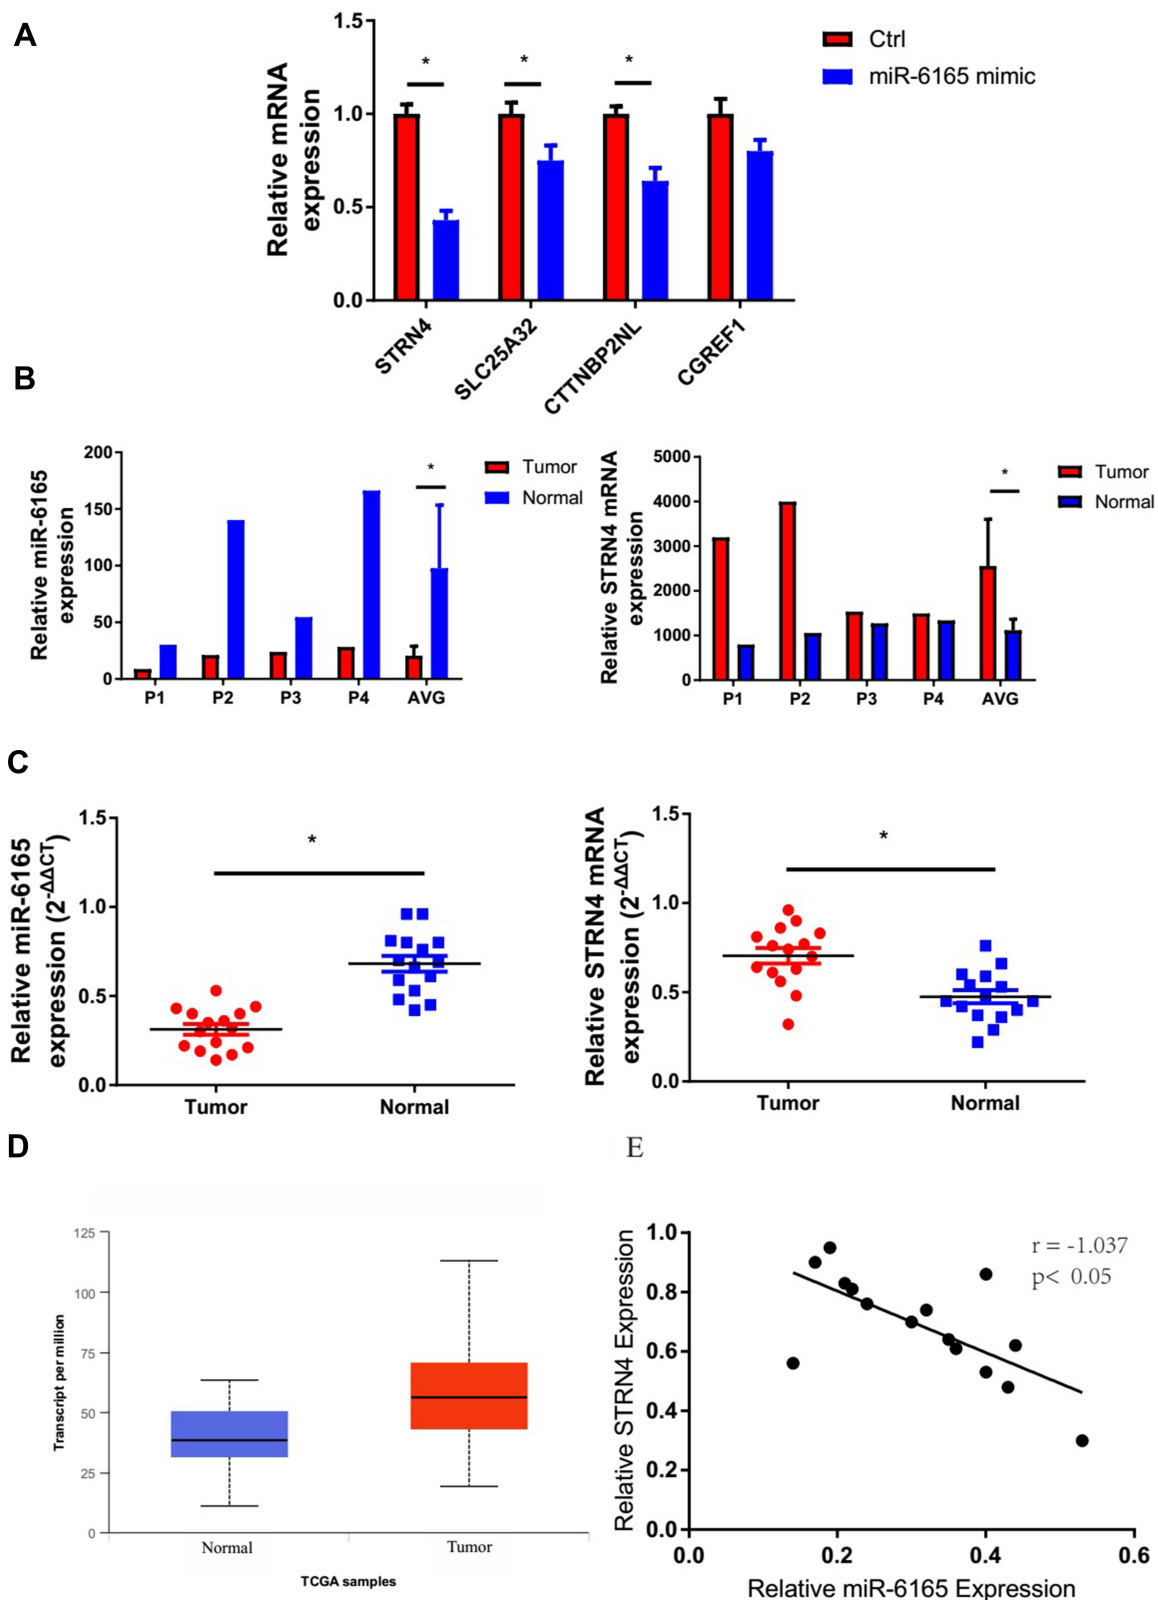 A
Relative mRNA
expression
1.5
1.0
0.5
0.0
*
*
*
Ctrl
miR-6165 mimic
STRN4
SLC25A32
CTTNBP2NL
CGREF1
B
Relative miR-6165
expression
200
150
100
50
0
*
Tumor
Normal
P1 P2 P3 P4 AVG
Relative STRN4 mRNA
expression
5000
4000
3000
2000
1000
0
*
Tumor
Normal
P1 P2 P3 P4 AVG
C
Relative miR-6165
expression (2-ΔΔCT)
1.5
1.0
0.5
0.0
*
Tumor Normal
Relative STRN4 mRNA
expression (2-ΔΔCT)
1.5
1.0
0.5
0.0
*
Tumor Normal
D
Transcript per million
125
100
75
50
25
0
Normal Tumor
TCGA samples
E
Relative STRN4 Expression
1.0
0.8
0.6
0.4
0.2
0.0
r = -1.037
p< 0.05
0.0 0.2 0.4 0.6
Relative miR-6165 Expression